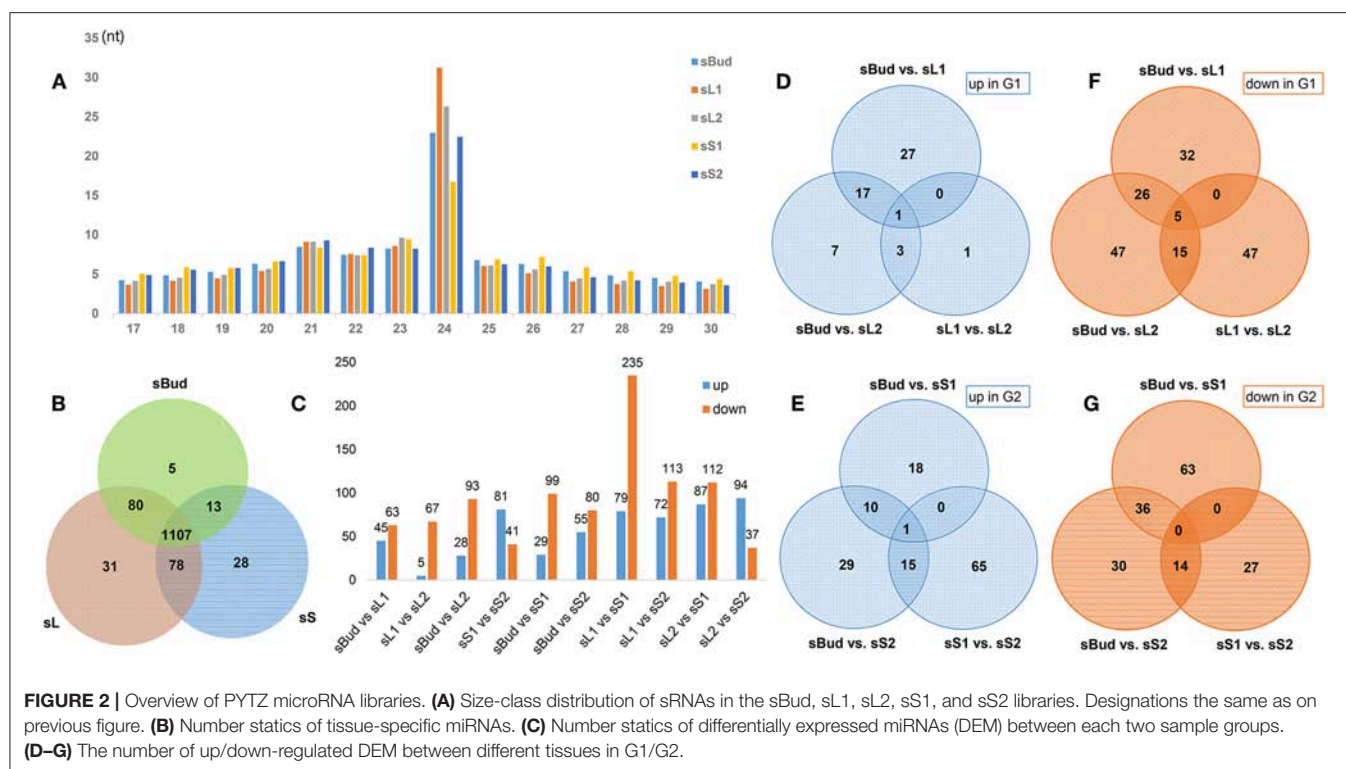 35 (nt)
30
25
20
15
10
5
0
A
sBud
sL1
sL2
sS1
sS2
17 18 19 20 21 22 23 24 25 26 27 28 29 30
B
sBud
5
80
13
1107
31
78
28
sL
sS
C
250
200
150
100
50
0
up
down
45 63
5 67
28 93
81 41
29 99
55 80
79 235
72 113
87 112
94 37
sBud vs sL1
sL1 vs sL2
sBud vs sL2
sS1 vs sS2
sBud vs sS1
sBud vs sS2
sL1 vs sS1
sL1 vs sS2
sL2 vs sS1
sL2 vs sS2
D
sBud vs. sL1
up in G1
27
17
0
1
7
3
1
sBud vs. sL2
sL1 vs. sL2
F
sBud vs. sL1
down in G1
32
26
0
5
47
15
47
sBud vs. sL2
sL1 vs. sL2
E
sBud vs. sS1
up in G2
18
10
0
1
29
15
65
sBud vs. sS2
sS1 vs. sS2
G
sBud vs. sS1
down in G2
63
36
0
0
30
14
27
sBud vs. sS2
sS1 vs. sS2
FIGURE 2 | Overview of PYTZ microRNA libraries. (A) Size-class distribution of sRNAs in the sBud, sL1, sL2, sS1, and sS2 libraries. Designations the same as on
previous figure. (B) Number statics of tissue-specific miRNAs. (C) Number statics of differentially expressed miRNAs (DEM) between each two sample groups.
(D–G) The number of up/down-regulated DEM between different tissues in G1/G2.